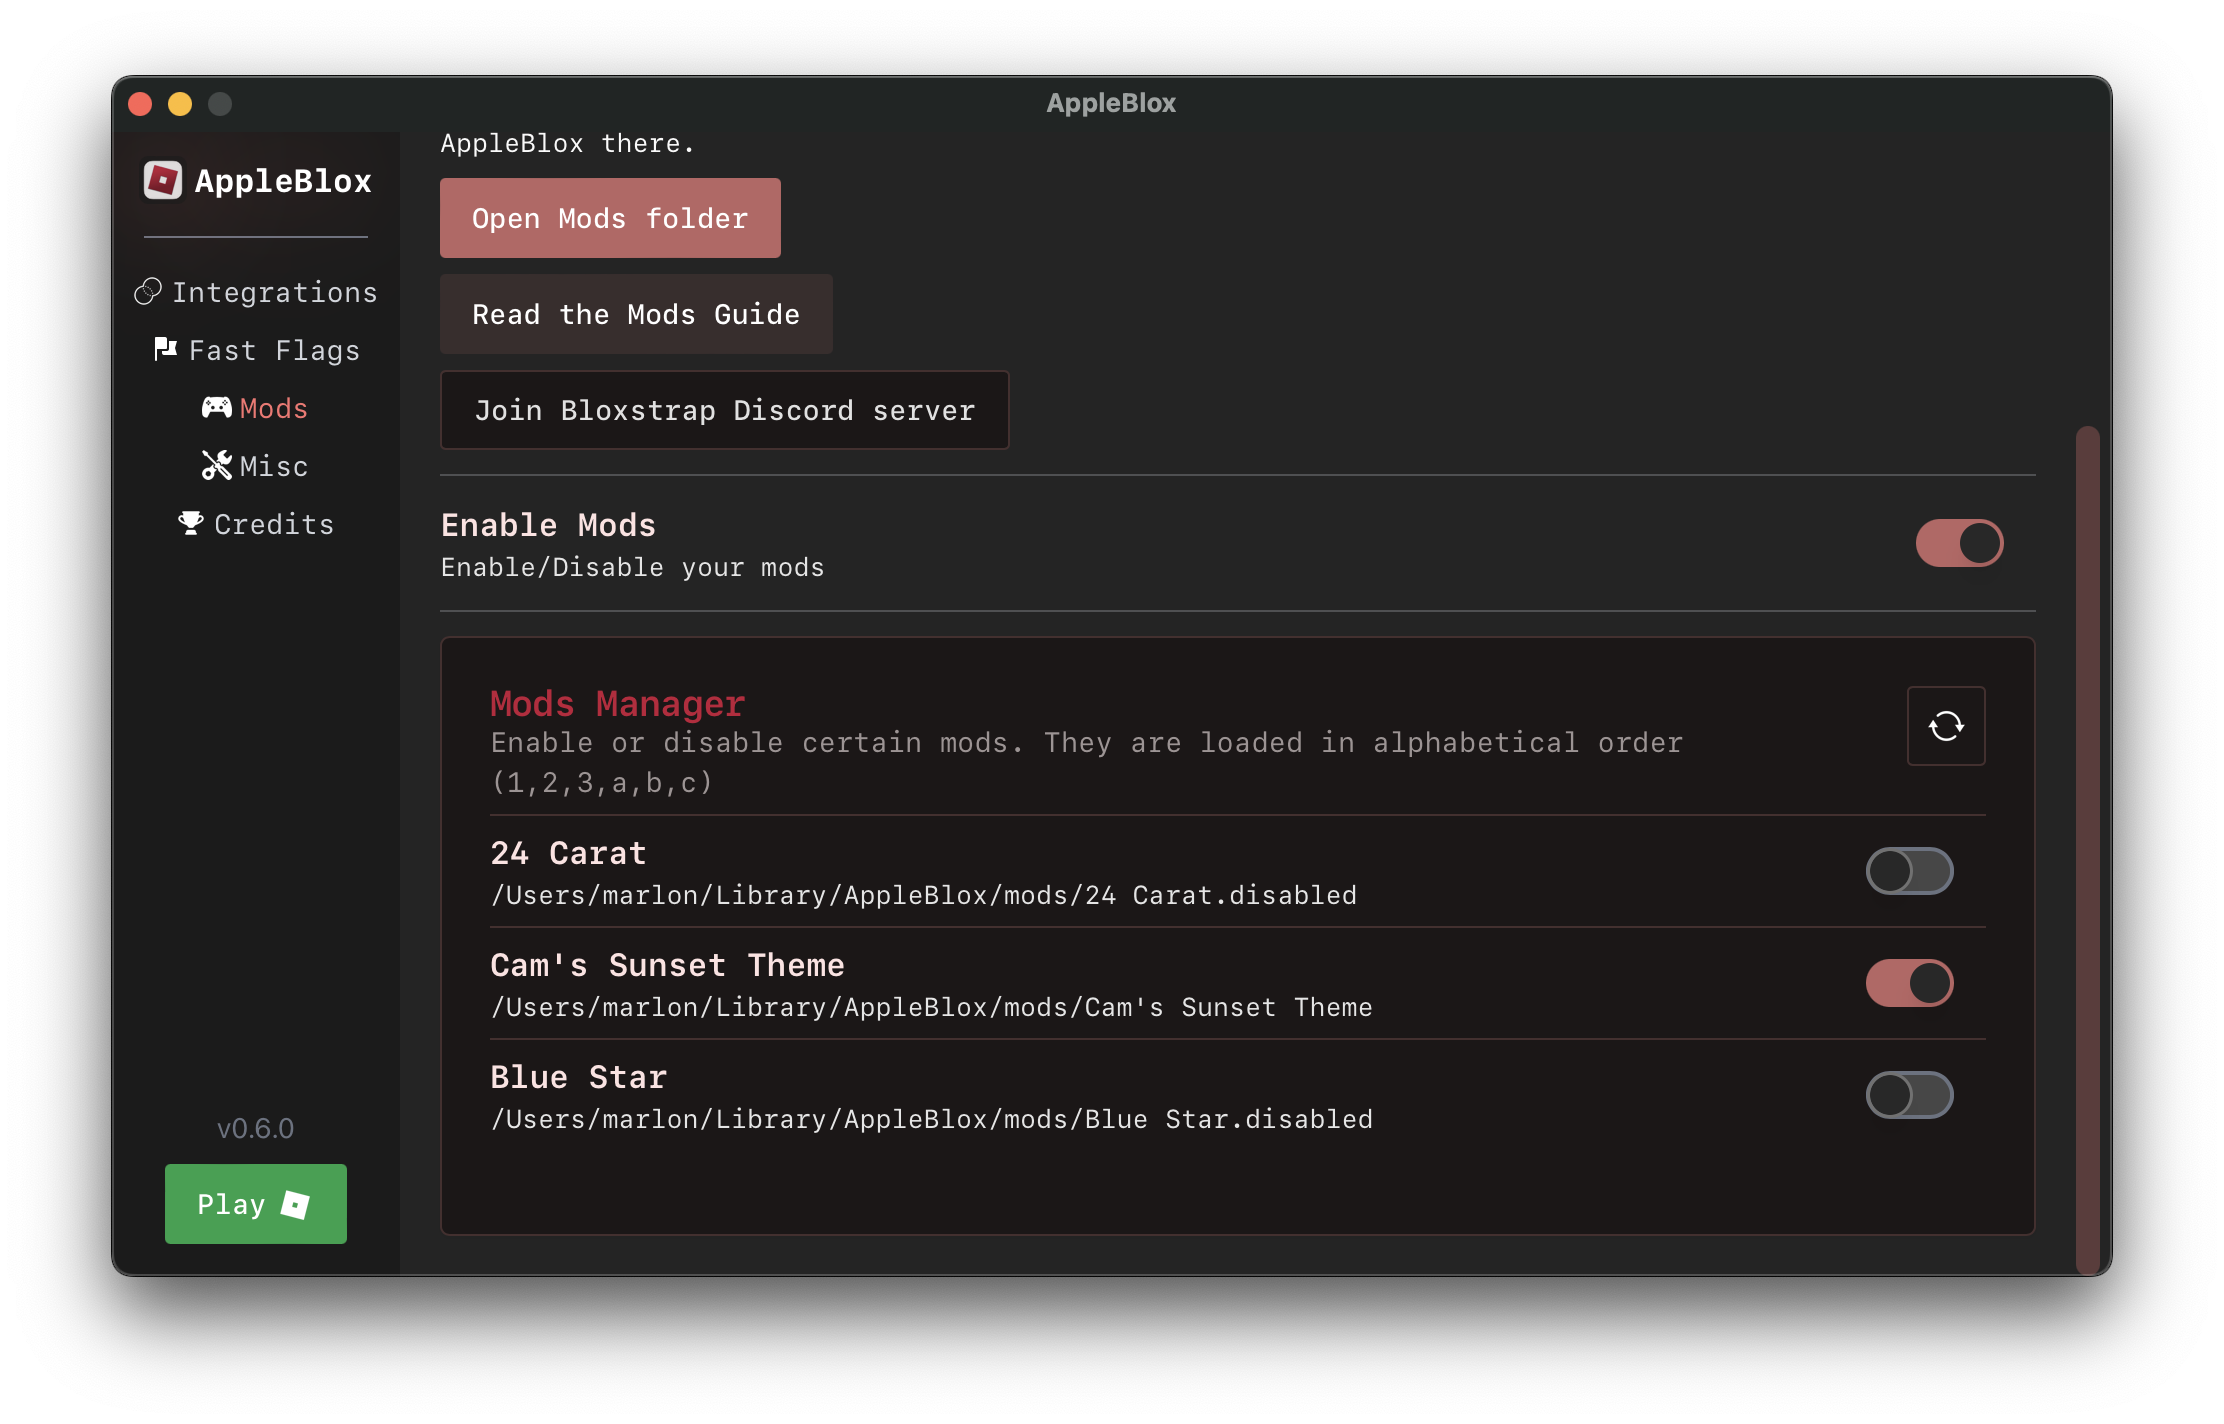 AppleBlox
AppleBlox
Integrations
Fast Flags
Mods
Misc
Credits
v0.6.0
Play
AppleBlox there.
Open Mods folder
Read the Mods Guide
Join Bloxstrap Discord server
Enable Mods
Enable/Disable your mods
Mods Manager
Enable or disable certain mods. They are loaded in alphabetical order
(1,2,3,a,b,c)
24 Carat
/Users/marlon/Library/AppleBlox/mods/24 Carat.disabled
Cam's Sunset Theme
/Users/marlon/Library/AppleBlox/mods/Cam's Sunset Theme
Blue Star
/Users/marlon/Library/AppleBlox/mods/Blue Star.disabled